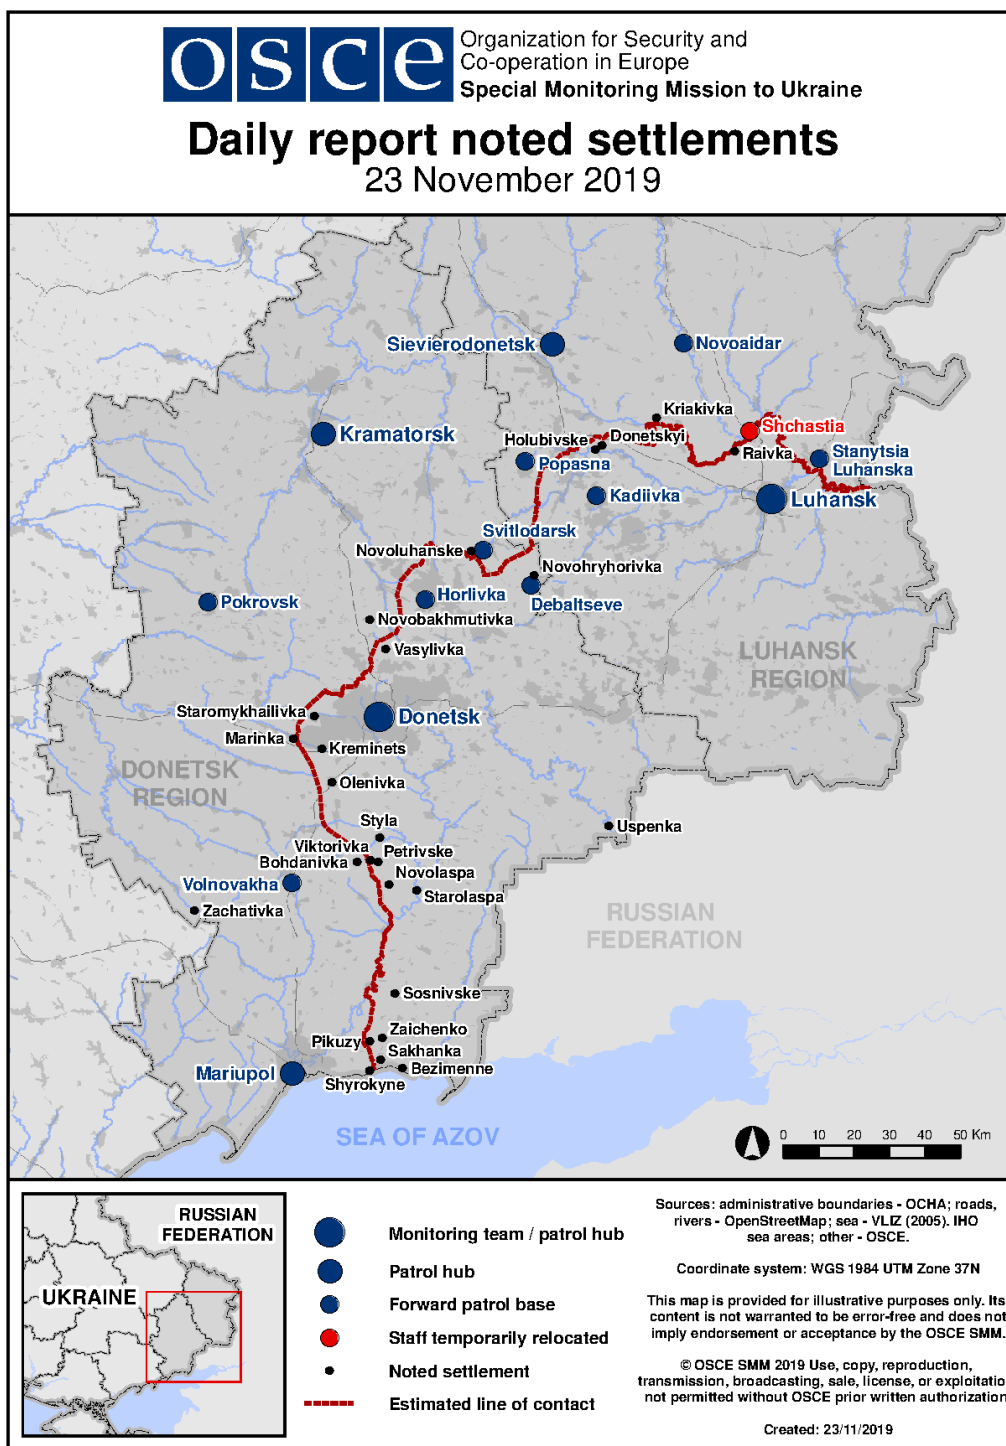 osce
Organization for Security and
Co-operation in Europe
Special Monitoring Mission to Ukraine
Daily report noted settlements
23 November 2019
Sievierodonetsk
Novoaidar
Kriakivka
Shchastia
Kramatorsk
Holubivske
Donetskyi
Raivka
Stanytsia
Luhanska
Popasna
Kadiivka
Luhansk
Svitlodarsk
Novoluhanske
Novohryhorivka
Pokrovsk
Horlivka
Debaltseve
Novobakhmutivka
Vasylivka
LUHANSK
REGION
Staromykhailivka
Donetsk
Marinka
Kreminets
DONETSK
REGION
Olenivka
Styla
Uspenka
Viktorivka
Petrivske
Bohdanivka
Novolaspa
Volnovakha
Starolaspa
Zachativka
RUSSIAN
FEDERATION
Sosnivske
Zaichenko
Pikuzy
Sakhanka
Mariupol
Bezimenne
Shyrokyne
SEA OF AZOV
0 10 20 30 40 50 Km
RUSSIAN
FEDERATION
UKRAINE
Monitoring team / patrol hub
Patrol hub
Forward patrol base
Staff temporarily relocated
Noted settlement
Estimated line of contact
Sources: administrative boundaries - OCHA; roads,
rivers - OpenStreetMap; sea - VLIZ (2005). IHO
sea areas; other - OSCE.
Coordinate system: WGS 1984 UTM Zone 37N
This map is provided for illustrative purposes only. Its
content is not warranted to be error-free and does not
imply endorsement or acceptance by the OSCE SMM.
© OSCE SMM 2019 Use, copy, reproduction,
transmission, broadcasting, sale, license, or exploitatio
not permitted without OSCE prior written authorization
Created: 23/11/2019